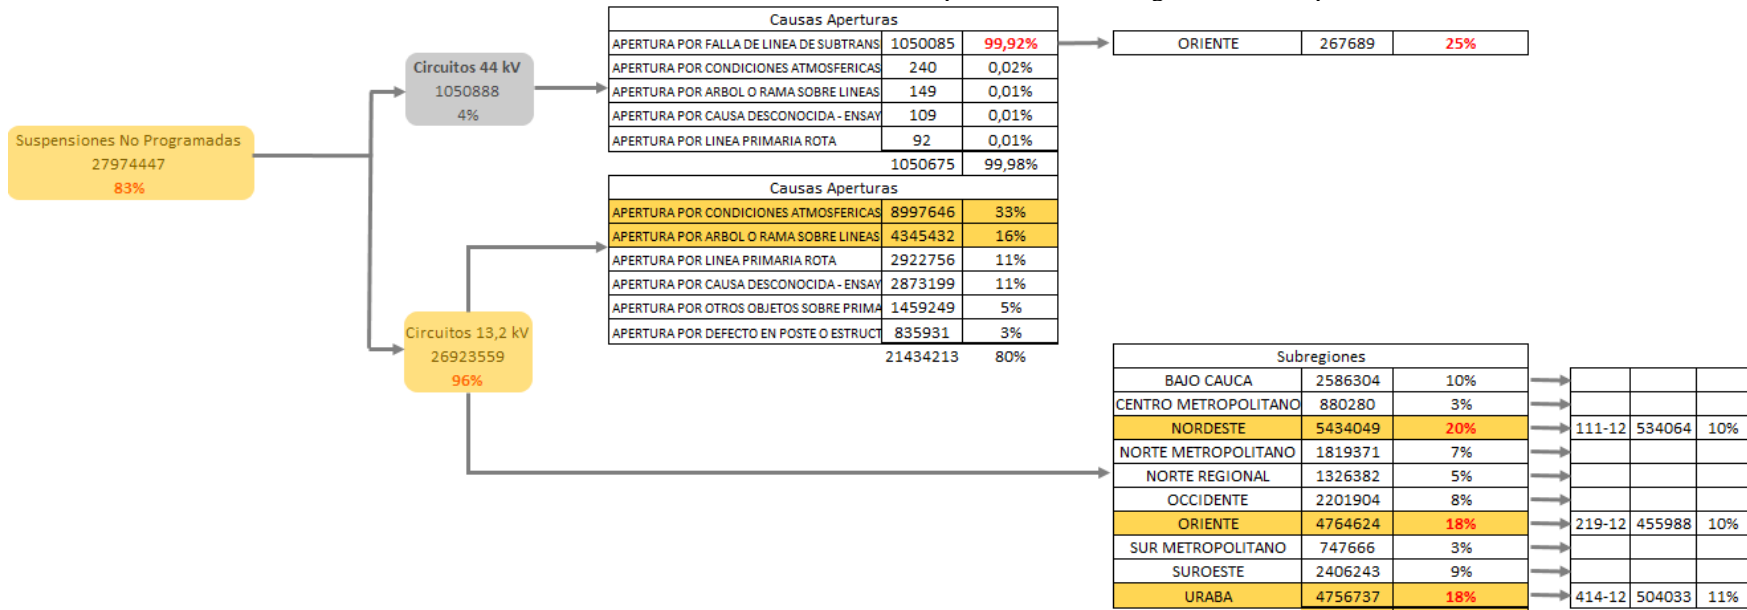 Suspensiones No Programadas
27974447
83%
Circuitos 44 kV
1050888
4%
Circuitos 13,2 kV
26923559
96%
Causas Aperturas
APERTURA POR FALLA DE LINEA DE SUBTRANS 1050085 99,92%
APERTURA POR CONDICIONES ATMOSFERICAS 240 0,02%
APERTURA POR ARBOL O RAMA SOBRE LINEAS 149 0,01%
APERTURA POR CAUSA DESCONOCIDA - ENSAY 109 0,01%
APERTURA POR LINEA PRIMARIA ROTA 92 0,01%
1050675 99,98%
ORIENTE 267689 25%
Causas Aperturas
APERTURA POR CONDICIONES ATMOSFERICAS 8997646 33%
APERTURA POR ARBOL O RAMA SOBRE LINEAS 4345432 16%
APERTURA POR LINEA PRIMARIA ROTA 2922756 11%
APERTURA POR CAUSA DESCONOCIDA - ENSAY 2873199 11%
APERTURA POR OTROS OBJETOS SOBRE PRIMA 1459249 5%
APERTURA POR DEFECTO EN POSTE O ESTRUCT 835931 3%
21434213 80%
Subregiones
BAJO CAUCA 2586304 10%
CENTRO METROPOLITANO 880280 3%
NORDESTE 5434049 20% 111-12 534064 10%
NORTE METROPOLITANO 1819371 7%
NORTE REGIONAL 1326382 5%
OCCIDENTE 2201904 8%
ORIENTE 4764624 18% 219-12 455988 10%
SUR METROPOLITANO 747666 3%
SUROESTE 2406243 9%
URABA 4756737 18% 414-12 504033 11%